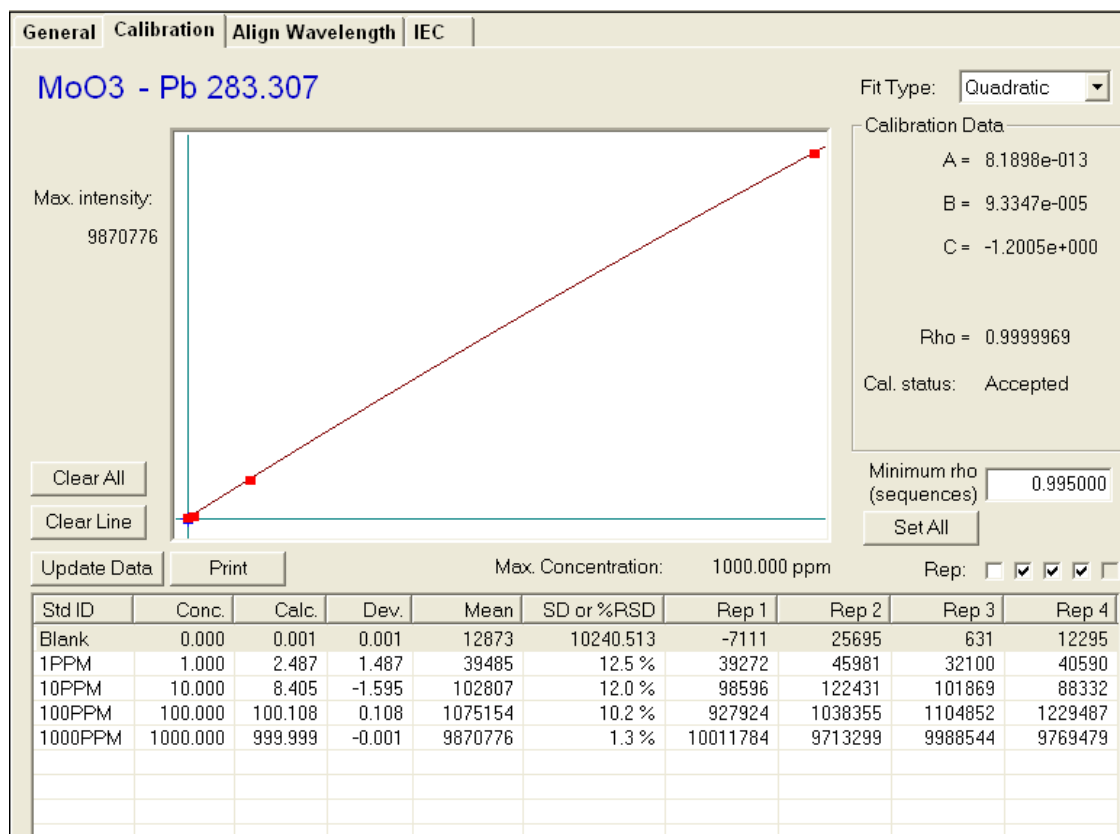 General Calibration Align Wavelength IEC
MoO3 - Pb 283.307
Fit Type: Quadratic
Calibration Data
A = 8.1898e-013
Max. intensity:
B = 9.3347e-005
9870776
C = -1.2005e+000
Rho = 0.9999969
Cal. status: Accepted
Clear All
Minimum rho
(sequences) 0.995000
Clear Line
Set All
Update Data Print Max. Concentration: 1000.000 ppm Rep:
Std ID Conc. Calc. Dev. Mean SD or %RSD Rep 1 Rep 2 Rep 3 Rep 4
Blank 0.000 0.001 0.001 12873 10240.513 -7111 25695 631 12295
1PPM 1.000 2.487 1.487 39485 12.5 % 39272 45981 32100 40590
10PPM 10.000 8.405 -1.595 102807 12.0 % 98596 122431 101869 88332
100PPM 100.000 100.108 0.108 1075154 10.2 % 927924 1038355 1104852 1229487
1000PPM 1000.000 999.999 -0.001 9870776 1.3 % 10011784 9713299 9988544 9769479